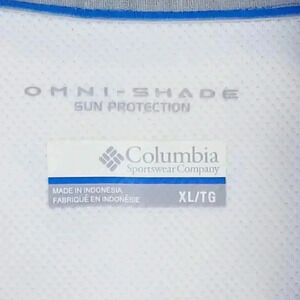 OMNI-SHADE
SUN PROTECTION
Columbia
Sportswear Company
MADE IN INDONESIA
FABRIQUÉ EN INDONÉSIE
XL/TG